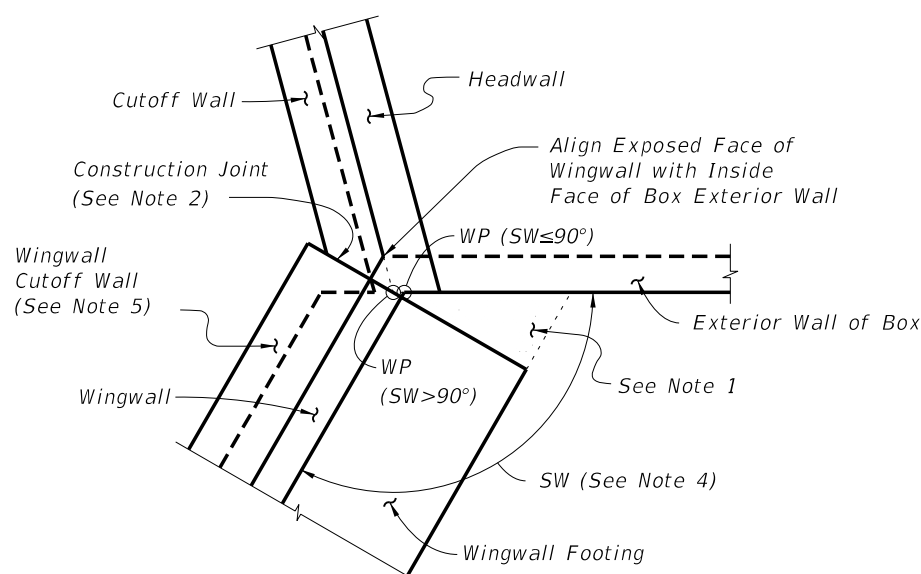 Headwall
Cutoff Wall
Align Exposed Face of
Wingwall with Inside
Face of Box Exterior Wall
Construction Joint
(See Note 2)
WP (SW≤90°)
Wingwall
Cutoff Wall
(See Note 5)
Exterior Wall of Box
WP
(SW>90°)
See Note 1
Wingwall
SW (See Note 4)
Wingwall Footing